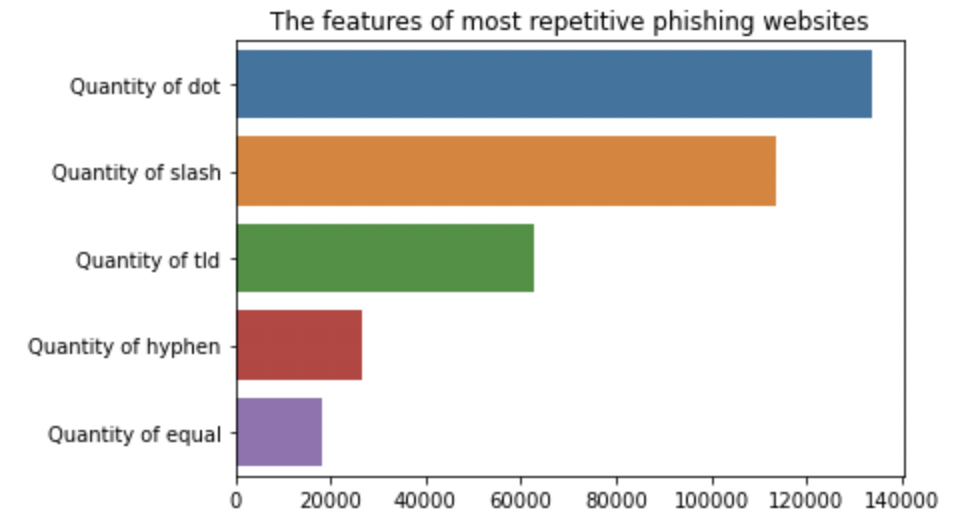 The features of most repetitive phishing websites
Quantity of dot
Quantity of slash
Quantity of tld
Quantity of hyphen
Quantity of equal
0 20000 40000 60000 80000 100000 120000 140000